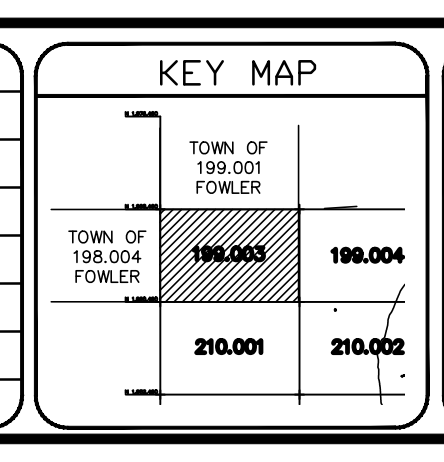 KEY MAP
TOWN OF
199.001
FOWLER
TOWN OF
198.004
FOWLER
199.003
199.004
210.001
210.002